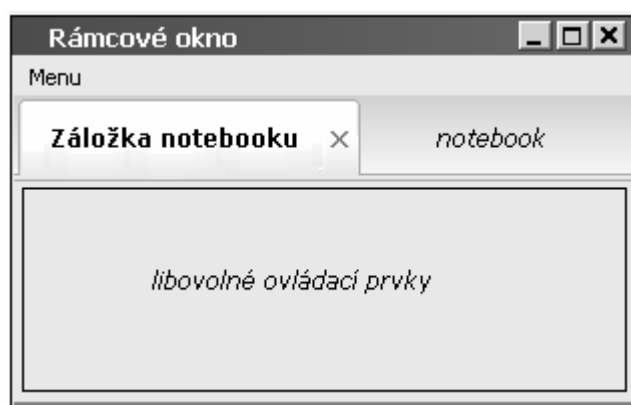 Rámcové okno
Menu
Záložka notebooku
notebook
libovolné ovládací prvky